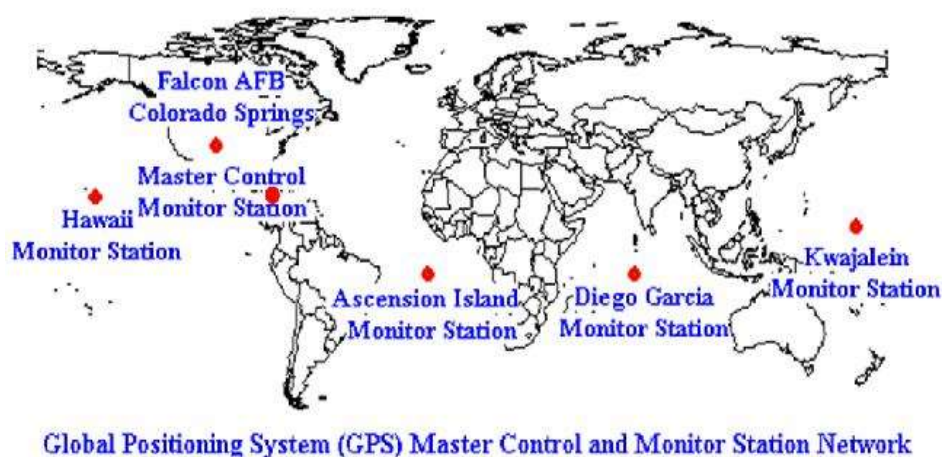 Falcon AFB
Colorado Springs
Master Control
Monitor Station
Hawaii
Monitor Station
Ascension Island
Monitor Station
Diego Garcia
Monitor Station
Kwajalein
Monitor Station
Global Positioning System (GPS) Master Control and Monitor Station Network